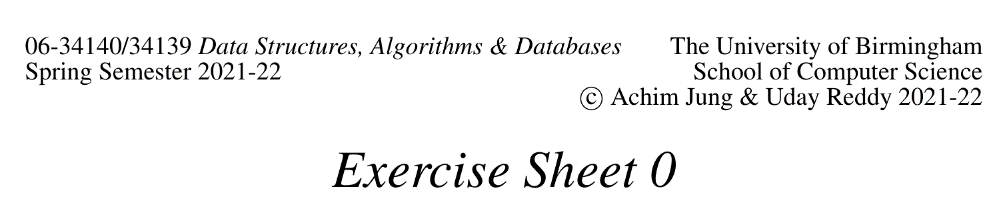 06-34140/34139 Data Structures, Algorithms & Databases The University of Birmingham
Spring Semester 2021-22 School of Computer Science
© Achim Jung & Uday Reddy 2021-22
Exercise Sheet 0